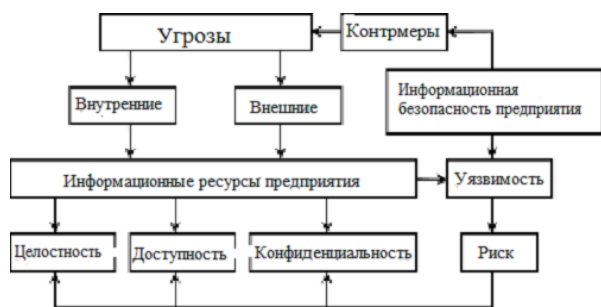 Угрозы
Контрмеры
Внутренние
Внешние
Информационная
безопасность предприятия
Информационные ресурсы предприятия
Уязвимость
Целостность
Доступность
Конфиденциальность
Риск